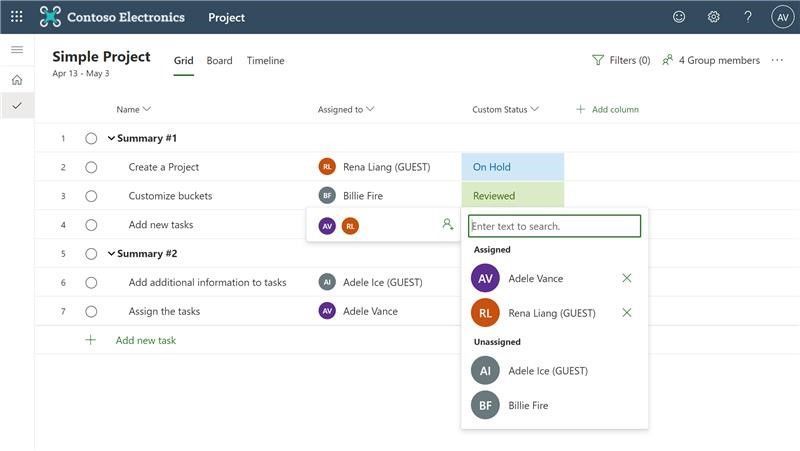 Contoso Electronics Project ? AV
Simple Project Grid Board Timeline Filters (0) 4 Group members ...
Apr 13 - May 3
Name Assigned to Custom Status + Add column
1 Summary #1
2 Create a Project RL Rena Liang (GUEST) On Hold
3 Customize buckets BF Billie Fire Reviewed
4 Add new tasks AV RL
Enter text to search.
Assigned
5 Summary #2
AV Adele Vance
6 Add additional information to tasks AI Adele Ice (GUEST)
7 Assign the tasks AV Adele Vance
RL Rena Liang (GUEST)
+ Add new task
Unassigned
AI Adele Ice (GUEST)
BF Billie Fire